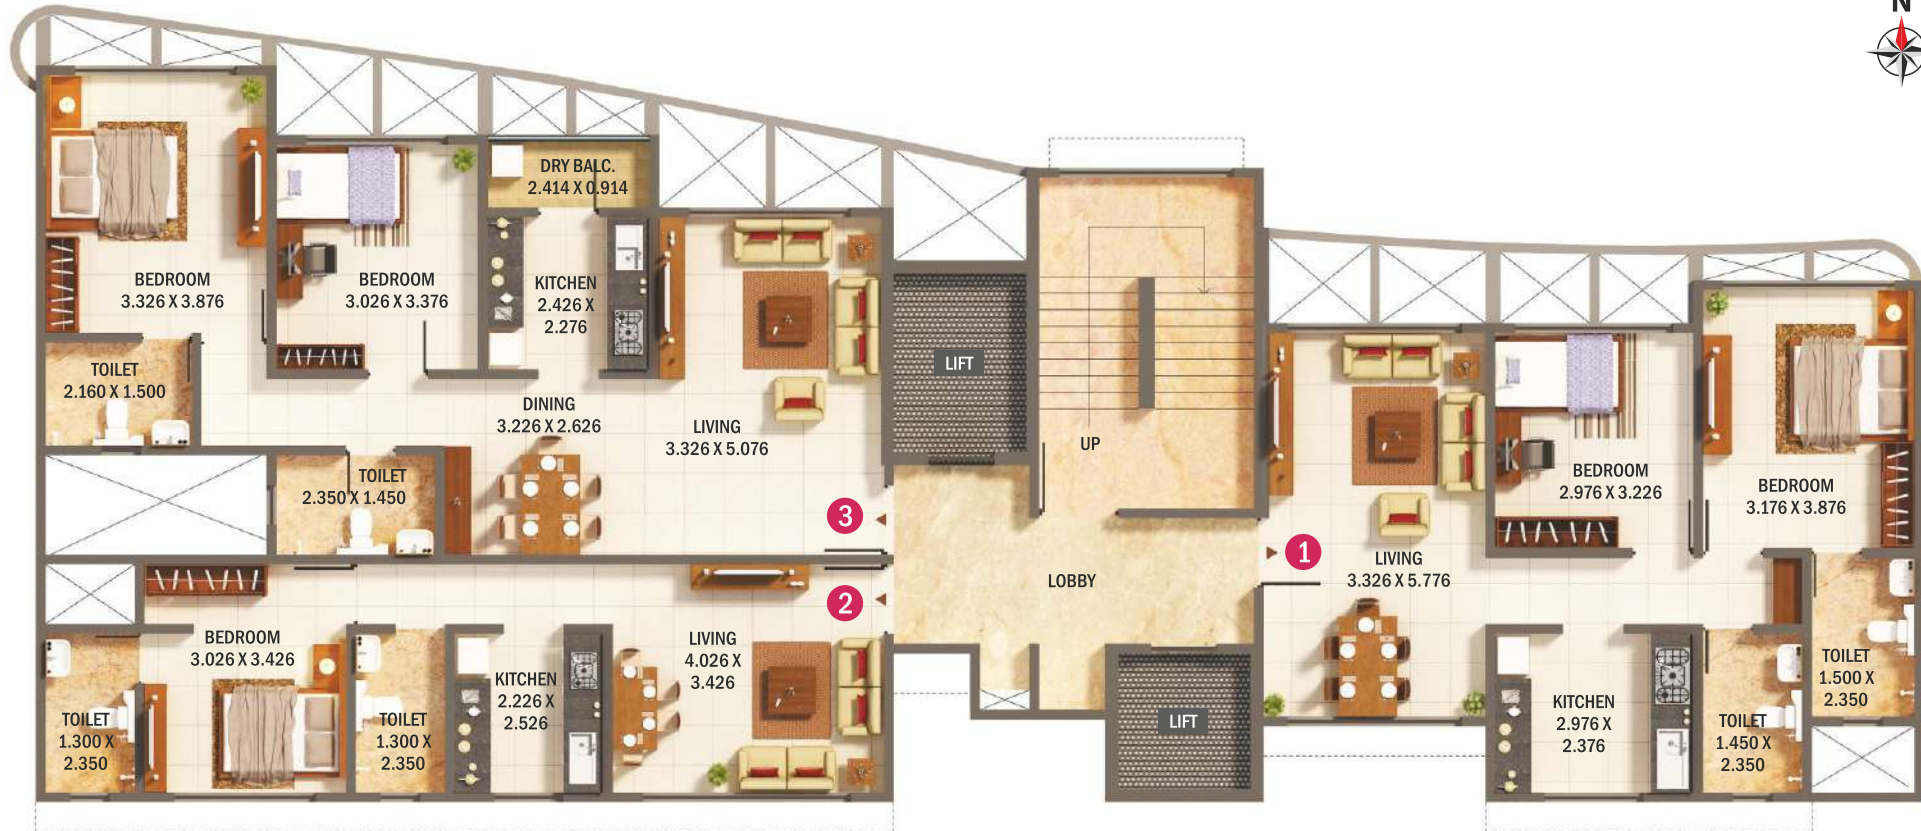 N
DRY BALC.
2.414 X 0.914
BEDROOM
3.326 X 3.876
BEDROOM
3.026 X 3.376
KITCHEN
2.426 X
2.276
LIFT
TOILET
2.160 X 1.500
DINING
3.226 X 2.626
LIVING
3.326 X 5.076
UP
TOILET
2.350 X 1.450
BEDROOM
2.976 X 3.226
BEDROOM
3.176 X 3.876
3
1
LIVING
3.326 X 5.776
LOBBY
2
BEDROOM
3.026 X 3.426
LIVING
4.026 X
3.426
KITCHEN
2.226 X
2.526
TOILET
1.300 X
2.350
TOILET
1.300 X
2.350
LIFT
KITCHEN
2.976 X
2.376
TOILET
1.450 X
2.350
TOILET
1.500 X
2.350